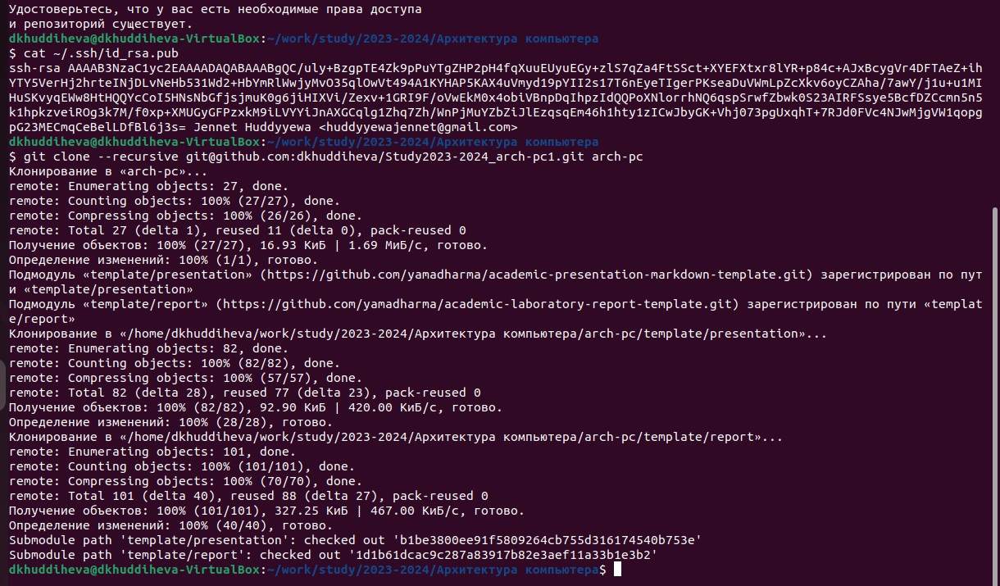 Удостоверьтесь, что у вас есть необходимые права доступа
и репозиторий существует.
dkhuddiheva@dkhuddiheva-VirtualBox:~/work/study/2023-2024/Архитектура компьютера
$ cat ~/.ssh/id_rsa.pub
ssh-rsa AAAAB3NzaC1yc2EAAAADAQABAAABgQC/uly+BzgpTE4Zk9pPuYTgZHP2pH4fqXuuEUyuEGy+zlS7qZa4FtSSct+XYEFXtxr8lYR+p84c+AJxBcygVr4DFTAeZ+ih
YTY5VerHj2hrteINjDLvNeHb531Wd2+HbYmRlWwjyMvO35qlOwVt494A1KYHAP5KAX4uVmyd19pYII2s17T6nEyeTIgerPKseaDuVWmLpZcXkv6oyCZAha/7awY/j1u+u1MI
HuSKvyqEWw8HtHQQYcCoI5HNsNbGfjsjmuK0g6jiHIXVi/Zexv+1GRI9F/oVwEkM0x4obiVBnpDqIhpzIdQQPoXNlorrhNQ6qspSrwfZbwk0S23AIRFSsye5BcfDZCcmn5n5
k1hpkzveiROg3k7M/f0xp+XMUGyGFPzxkM9iLVYYiJnAXGCqlg1Zhq7Zh/WnPjMuYZbZiJlEzqsqEm46h1hty1zICwJbyGK+Vhj073pgUxqhT+7RJd0FVc4NJwMjgVW1qopg
pG23MECmqCeBelLDfBl6j3s= Jennet Huddyyewa <huddyyewajennet@gmail.com>
dkhuddiheva@dkhuddiheva-VirtualBox:~/work/study/2023-2024/Архитектура компьютера
$ git clone --recursive git@github.com:dkhuddiheva/Study2023-2024_arch-pc1.git arch-pc
Клонирование в «arch-pc»...
remote: Enumerating objects: 27, done.
remote: Counting objects: 100% (27/27), done.
remote: Compressing objects: 100% (26/26), done.
remote: Total 27 (delta 1), reused 11 (delta 0), pack-reused 0
Получение объектов: 100% (27/27), 16.93 КиБ | 1.69 МиБ/с, готово.
Определение изменений: 100% (1/1), готово.
Подмодуль «template/presentation» (https://github.com/yamadharma/academic-presentation-markdown-template.git) зарегистрирован по пут
и «template/presentation»
Подмодуль «template/report» (https://github.com/yamadharma/academic-laboratory-report-template.git) зарегистрирован по пути «templat
e/report»
Клонирование в «/home/dkhuddiheva/work/study/2023-2024/Архитектура компьютера/arch-pc/template/presentation»...
remote: Enumerating objects: 82, done.
remote: Counting objects: 100% (82/82), done.
remote: Compressing objects: 100% (57/57), done.
remote: Total 82 (delta 28), reused 77 (delta 23), pack-reused 0
Получение объектов: 100% (82/82), 92.90 КиБ | 420.00 КиБ/с, готово.
Определение изменений: 100% (28/28), готово.
Клонирование в «/home/dkhuddiheva/work/study/2023-2024/Архитектура компьютера/arch-pc/template/report»...
remote: Enumerating objects: 101, done.
remote: Counting objects: 100% (101/101), done.
remote: Compressing objects: 100% (70/70), done.
remote: Total 101 (delta 40), reused 88 (delta 27), pack-reused 0
Получение объектов: 100% (101/101), 327.25 КиБ | 467.00 КиБ/с, готово.
Определение изменений: 100% (40/40), готово.
Submodule path 'template/presentation': checked out 'b1be3800ee91f5809264cb755d316174540b753e'
Submodule path 'template/report': checked out '1d1b61dcac9c287a83917b82e3aef11a33b1e3b2'
dkhuddiheva@dkhuddiheva-VirtualBox:~/work/study/2023-2024/Архитектура компьютера$